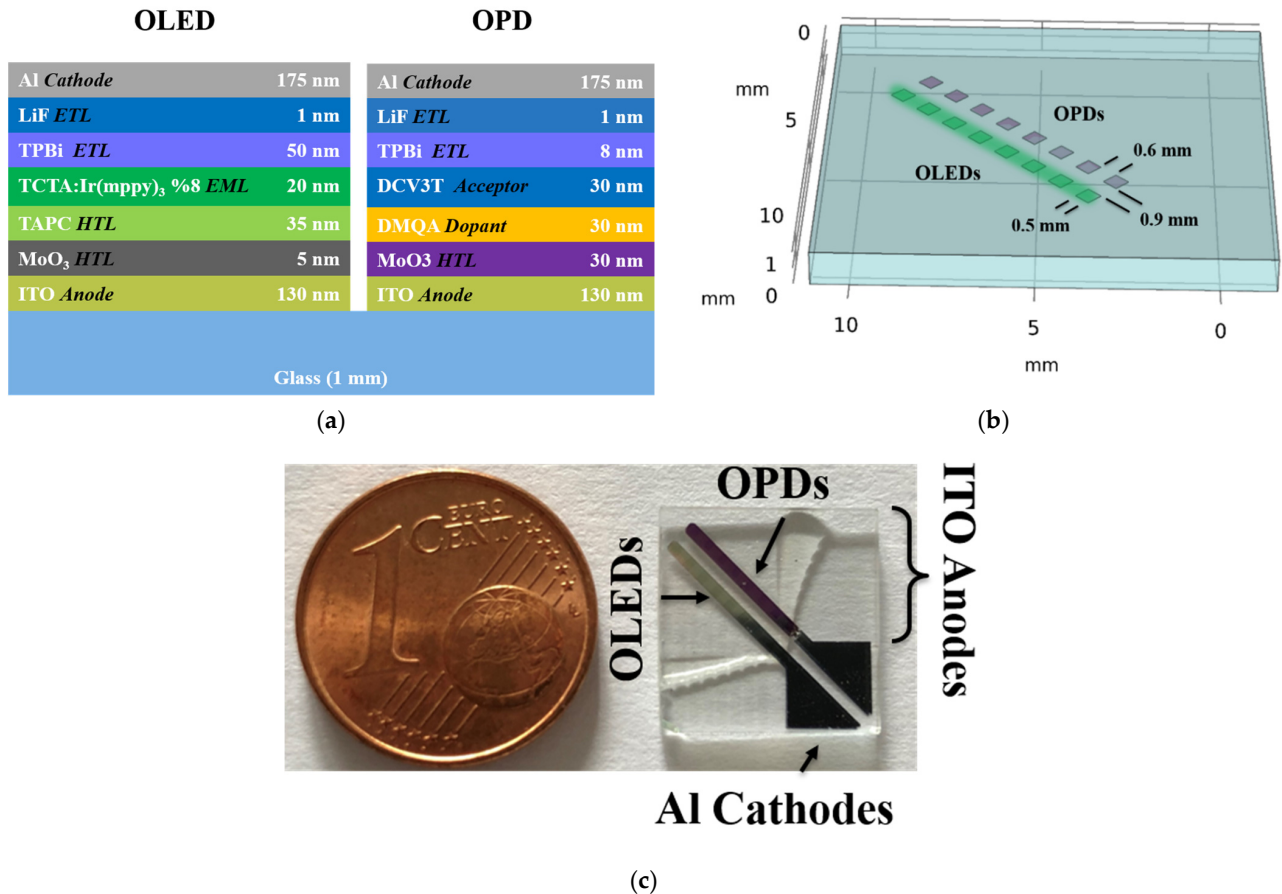 OLED OPD
Al Cathode 175 nm Al Cathode 175 nm
LiF ETL 1 nm LiF ETL 1 nm
TPBi ETL 50 nm TPBi ETL 8 nm
TCTA:Ir(mppy)₃ %8 EML 20 nm DCV3T Acceptor 30 nm
TAPC HTL 35 nm DMQA Dopant 30 nm
MoO₃ HTL 5 nm MoO3 HTL 30 nm
ITO Anode 130 nm ITO Anode 130 nm
Glass (1 mm)
(a)
0
mm
5
10
1
mm 0
10 5 0
mm
OPDs
OLEDs
0.6 mm
0.9 mm
0.5 mm
(b)
1
EURO
CENT
OPDs
OLEDs
ITO Anodes
Al Cathodes
(c)